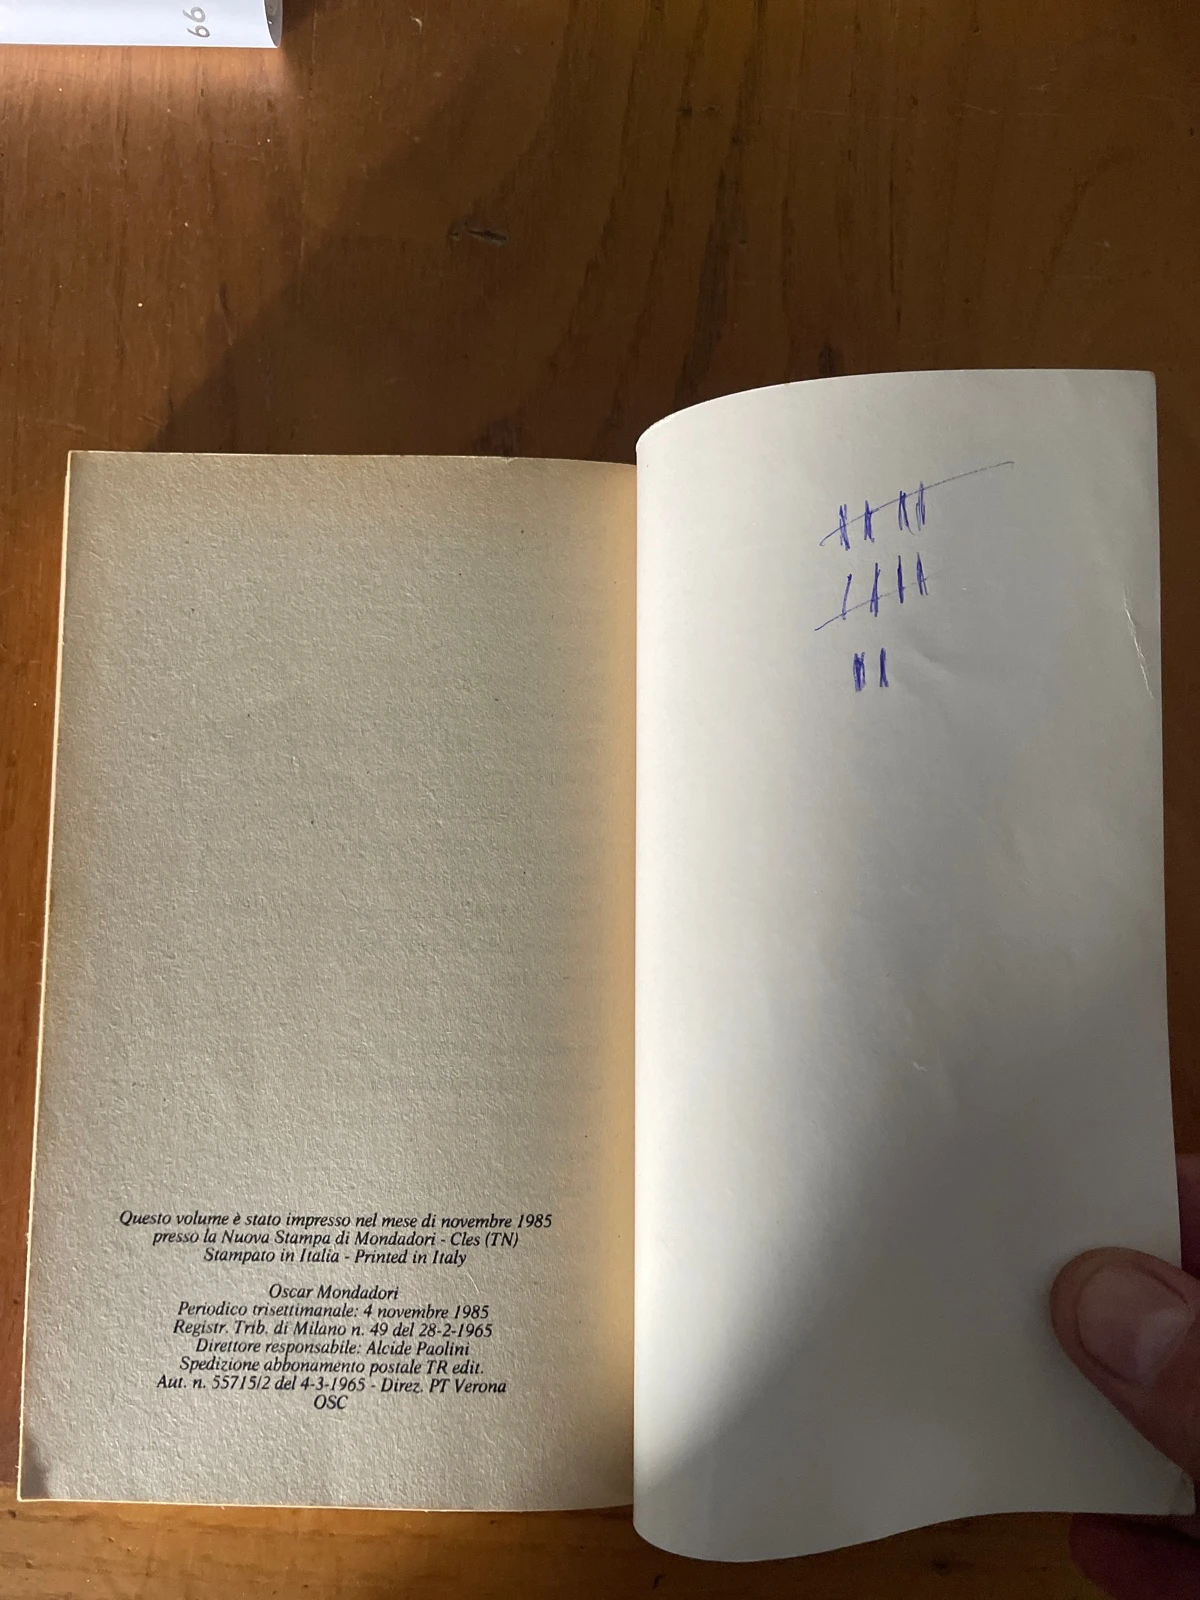 99
Questo volume è stato impresso nel mese di novembre 1985
presso la Nuova Stampa di Mondadori - Cles (TN)
Stampato in Italia - Printed in Italy
Oscar Mondadori
Periodico trisettimanale: 4 novembre 1985
Registr. Trib. di Milano n. 49 del 28-2-1965
Direttore responsabile: Alcide Paolini
Spedizione abbonamento postale TR edit.
Aut. n. 55715/2 del 4-3-1965 - Direz. PT Verona
OSC